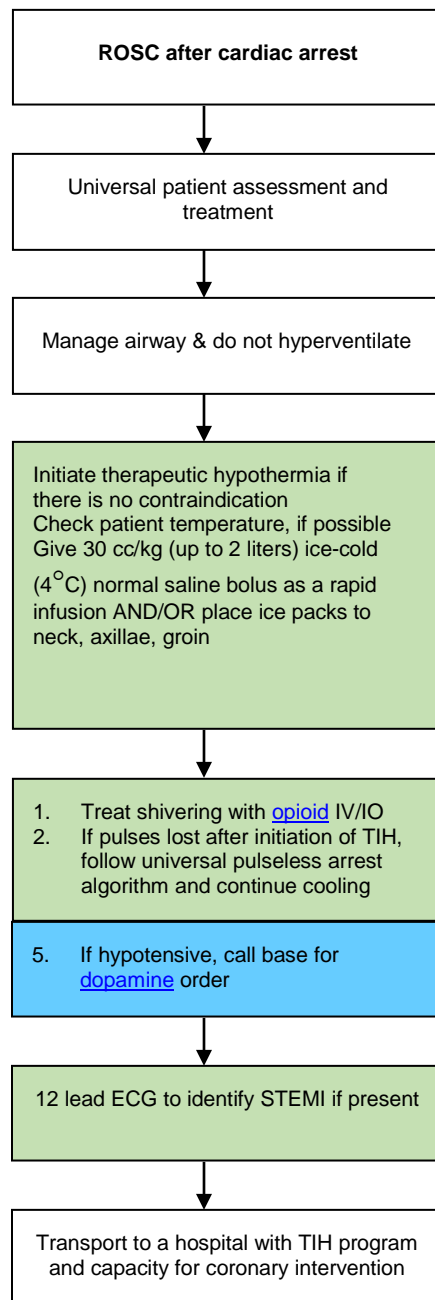 ROSC after cardiac arrest
Universal patient assessment and
treatment
Manage airway & do not hyperventilate
Initiate therapeutic hypothermia if
there is no contraindication
Check patient temperature, if possible
Give 30 cc/kg (up to 2 liters) ice-cold
(4°C) normal saline bolus as a rapid
infusion AND/OR place ice packs to
neck, axillae, groin
1. Treat shivering with opioid IV/IO
2. If pulses lost after initiation of TIH,
follow universal pulseless arrest
algorithm and continue cooling
5. If hypotensive, call base for
dopamine order
12 lead ECG to identify STEMI if present
Transport to a hospital with TIH program
and capacity for coronary intervention